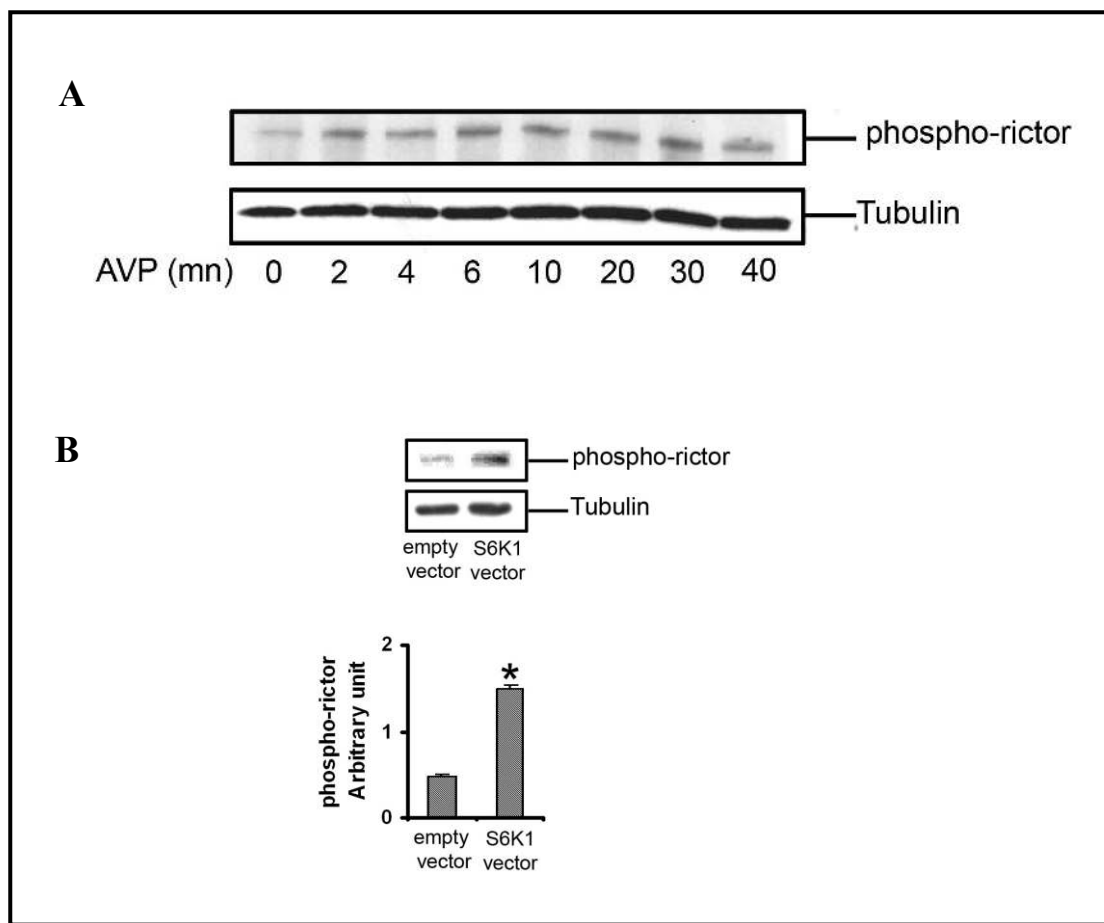 A
phospho-rictor
Tubulin
AVP (mn) 0 2 4 6 10 20 30 40
B
phospho-rictor
Tubulin
empty vector
S6K1 vector
phospho-rictor
Arbitrary unit
2
*
1
0
empty vector
S6K1 vector